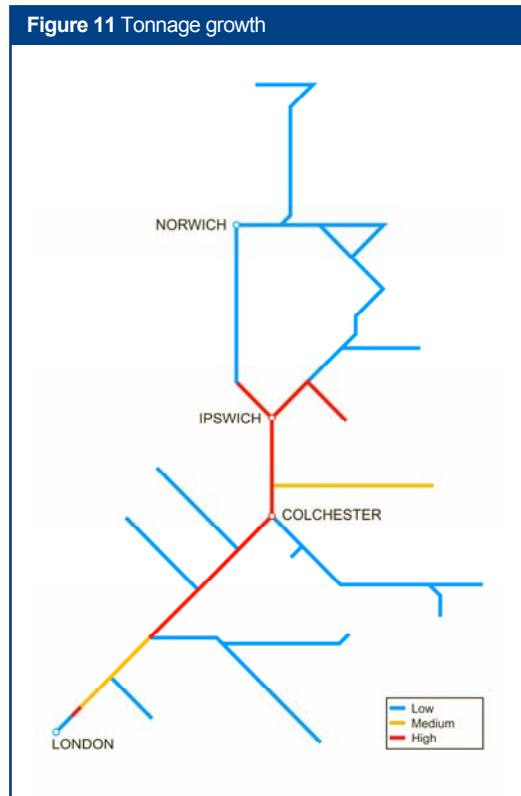 Figure 11 Tonnage growth
NORWICH
IPSWICH
COLCHESTER
LONDON
Low
Medium
High